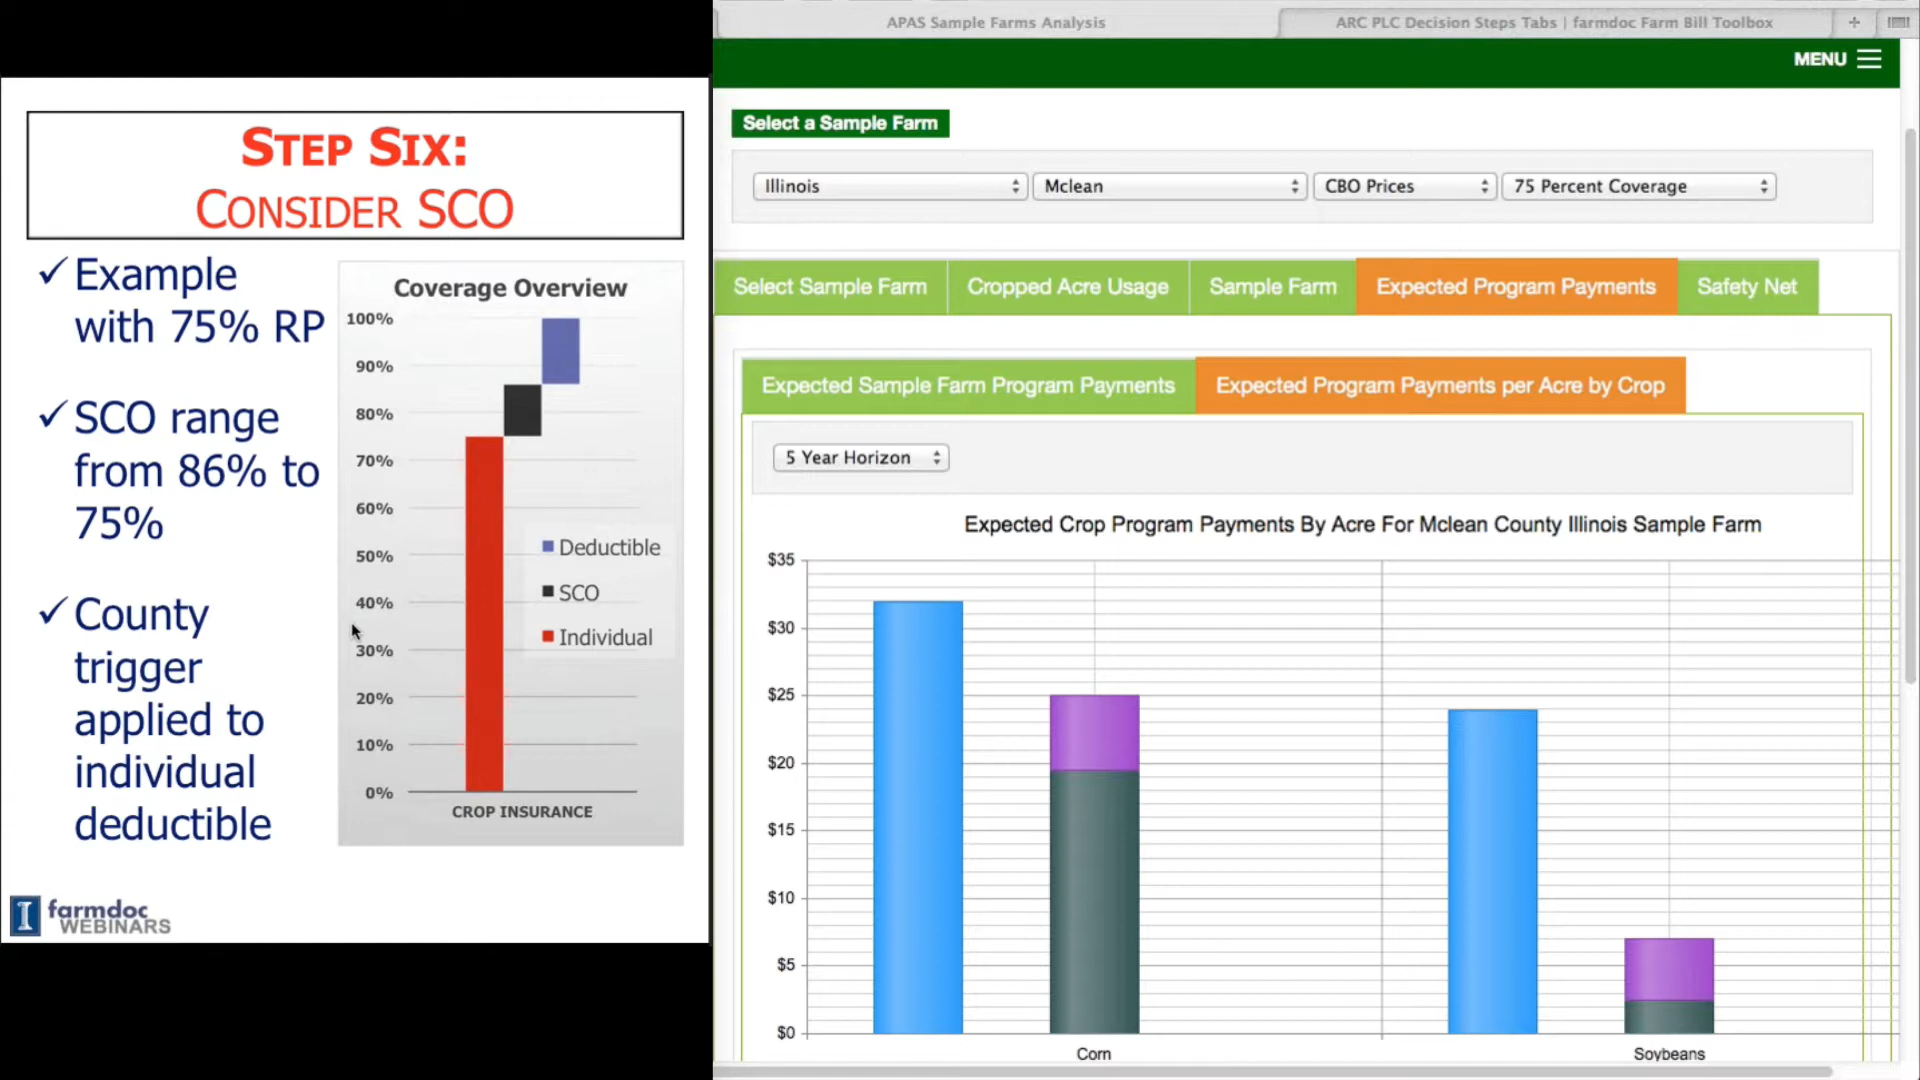 STEP SIX:
CONSIDER SCO
Example
with 75% RP
SCO range
from 86% to
75%
County
trigger
applied to
individual
deductible
Coverage Overview
100%
90%
80%
70%
60%
50%
40%
30%
20%
10%
0%
Deductible
SCO
Individual
CROP INSURANCE
I farmdoc
WEBINARS
APAS Sample Farms Analysis
ARC PLC Decision Steps Tabs | farmdoc Farm Bill Toolbox
+
MENU
Select a Sample Farm
Illinois Mclean CBO Prices 75 Percent Coverage
Select Sample Farm Cropped Acre Usage Sample Farm Expected Program Payments Safety Net
Expected Sample Farm Program Payments Expected Program Payments per Acre by Crop
5 Year Horizon
Expected Crop Program Payments By Acre For Mclean County Illinois Sample Farm
$35
$30
$25
$20
$15
$10
$5
$0
Corn Soybeans